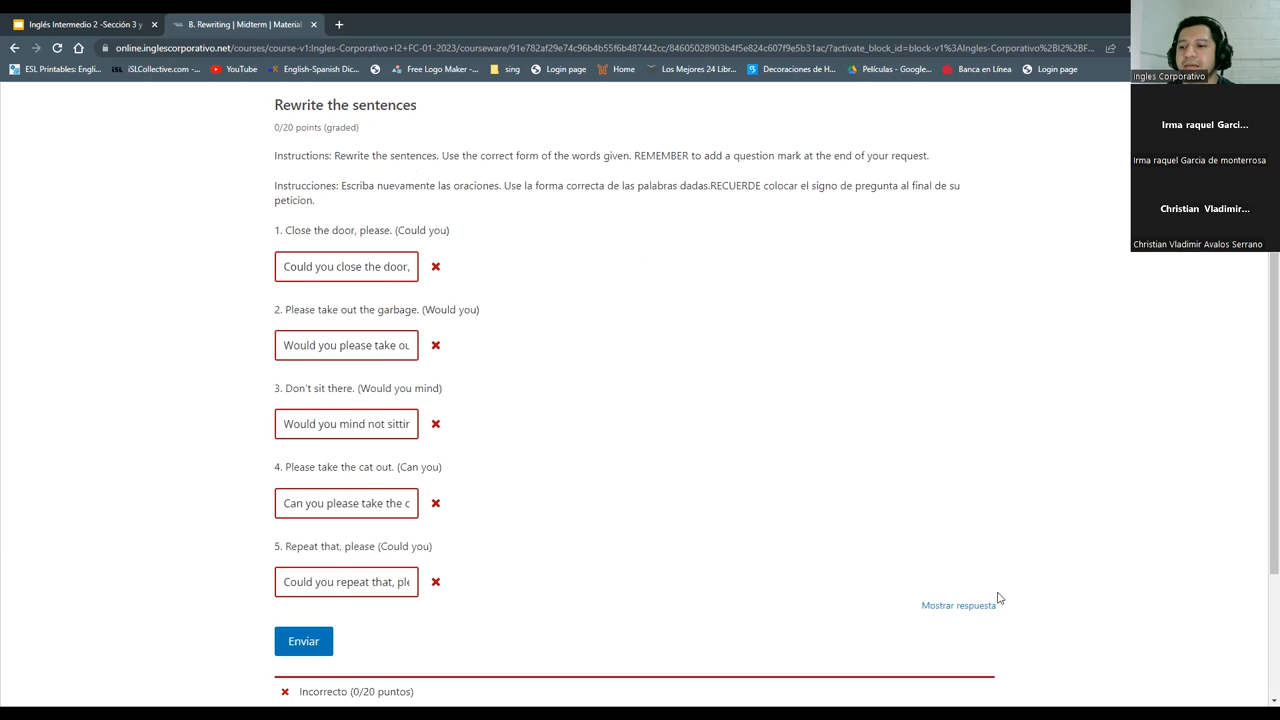 Inglés Intermedio 2 -Sección 3 y
B. Rewriting | Midterm | Material
online.inglescorporativo.net/courses/course-v1:Ingles-Corporativo+I2+FC-01-2023/courseware/91e782af29e74c96b4b55f6b487442cc/84605028903b4f5e824c607f9e5b31ac/?activate_block_id=block-v1%3AIngles-Corporativo%2BI2%2BF...
ESL Printables: Engli...
iSLCollective.com -...
YouTube
English-Spanish Dic...
Free Logo Maker -...
sing
Login page
Home
Los Mejores 24 Libr...
Decoraciones de H...
Películas - Google...
Banca en Línea
Login page
Ingles Corporativo
Irma raquel Garci...
Irma raquel Garcia de monterrosa
Christian Vladimir...
Christian Vladimir Avalos Serrano
Rewrite the sentences
0/20 points (graded)
Instructions: Rewrite the sentences. Use the correct form of the words given. REMEMBER to add a question mark at the end of your request.
Instrucciones: Escriba nuevamente las oraciones. Use la forma correcta de las palabras dadas.RECUERDE colocar el signo de pregunta al final de su
peticion.
1. Close the door, please. (Could you)
Could you close the door,
2. Please take out the garbage. (Would you)
Would you please take ou
3. Don't sit there. (Would you mind)
Would you mind not sittin
4. Please take the cat out. (Can you)
Can you please take the c
5. Repeat that, please (Could you)
Could you repeat that, ple
Mostrar respuesta
Enviar
Incorrecto (0/20 puntos)